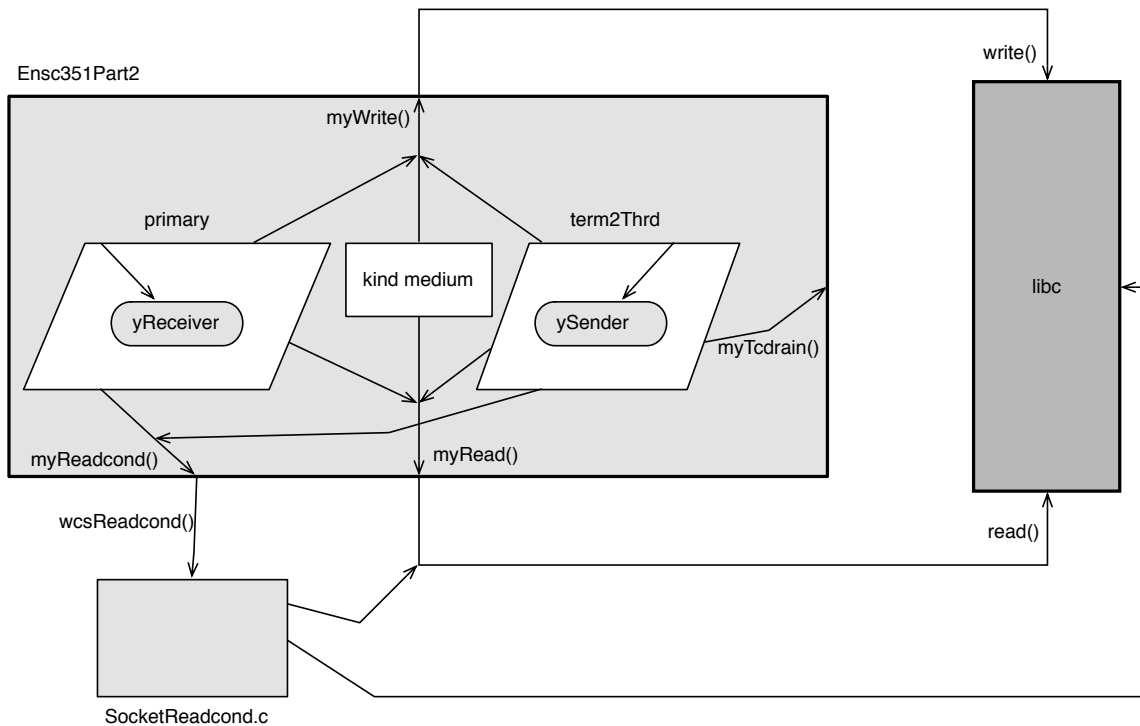 write()
Ensc351Part2
myWrite()
primary
term2Thrd
kind medium
libc
yReceiver
ySender
myTcdrain()
myReadcond()
myRead()
wcsReadcond()
read()
SocketReadcond.c